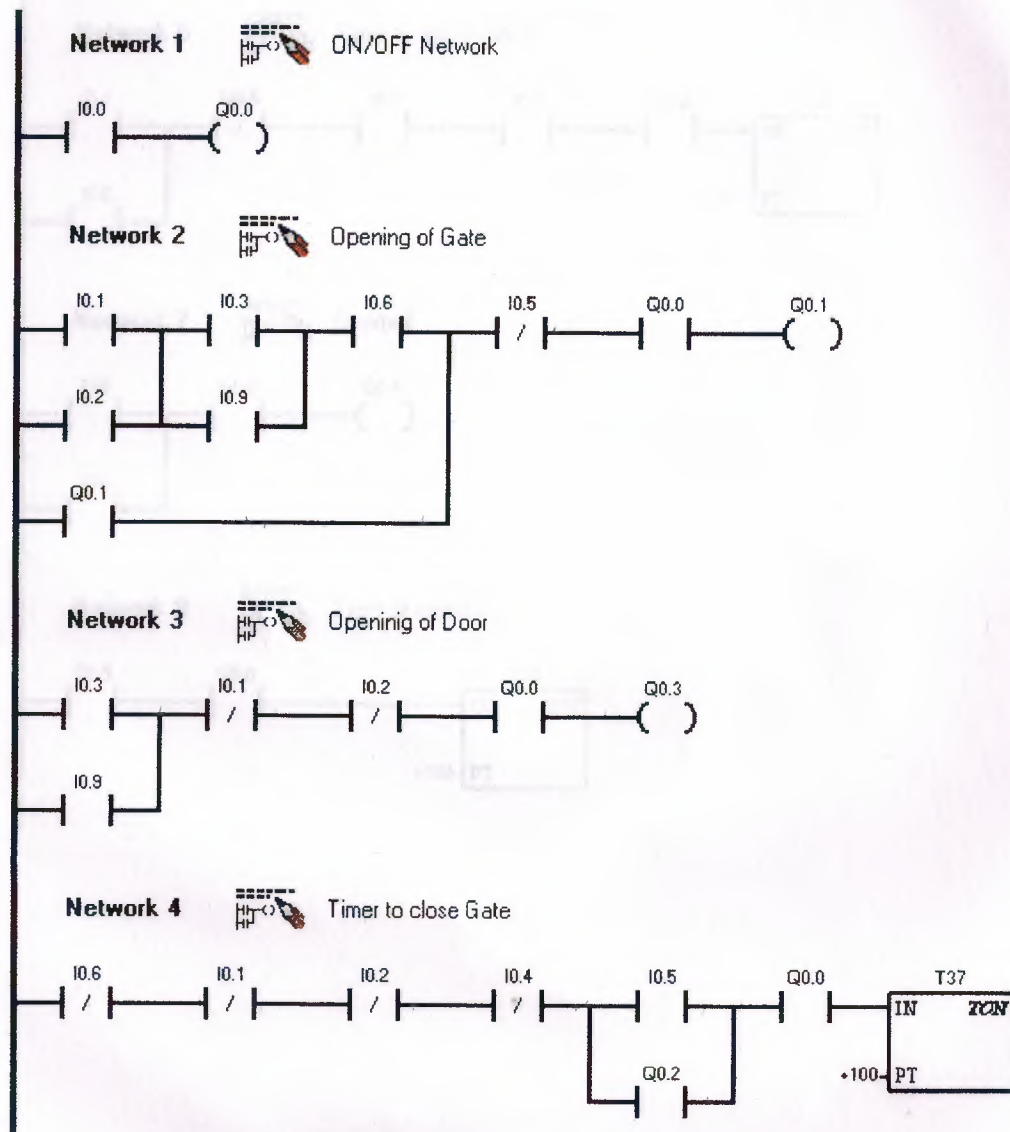 Network 1 ON/OFF Network
I0.0 Q0.0
Network 2 Opening of Gate
I0.1 I0.3 I0.6 I0.5 Q0.0 Q0.1
I0.2 I0.9
Q0.1
Network 3 Openinig of Door
I0.3 I0.1 I0.2 Q0.0 Q0.3
I0.9
Network 4 Timer to close Gate
I0.6 I0.1 I0.2 I0.4 I0.5 Q0.0 T37
IN TON
Q0.2
+100 PT